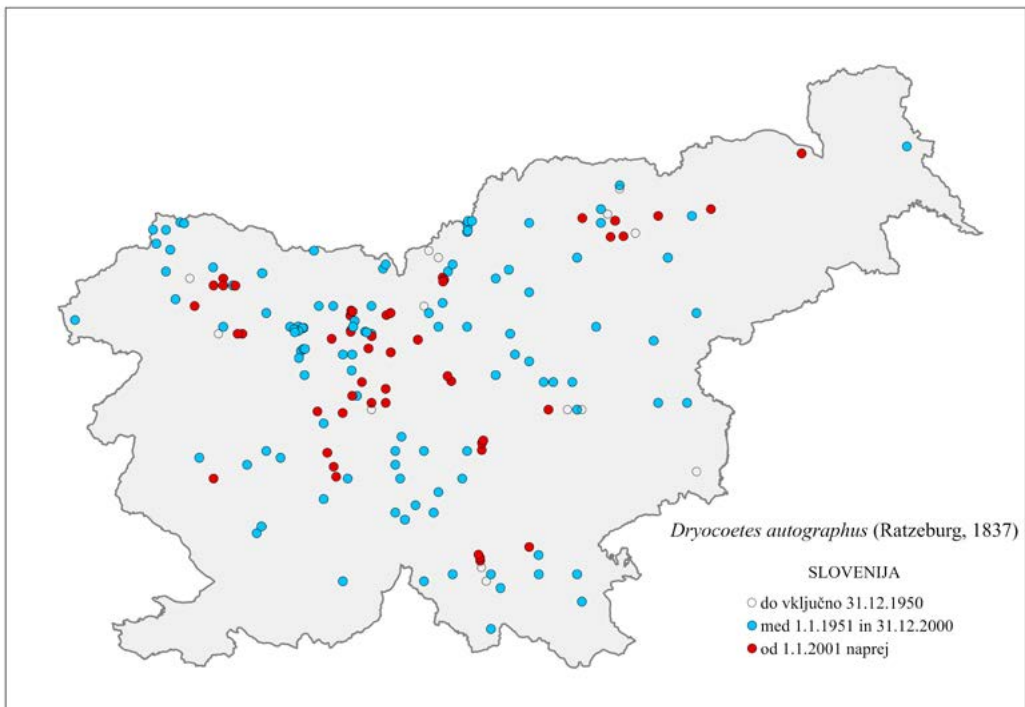 Dryocoetes autographus (Ratzeburg, 1837)
SLOVENIJA
do vključno 31.12.1950
med 1.1.1951 in 31.12.2000
od 1.1.2001 naprej